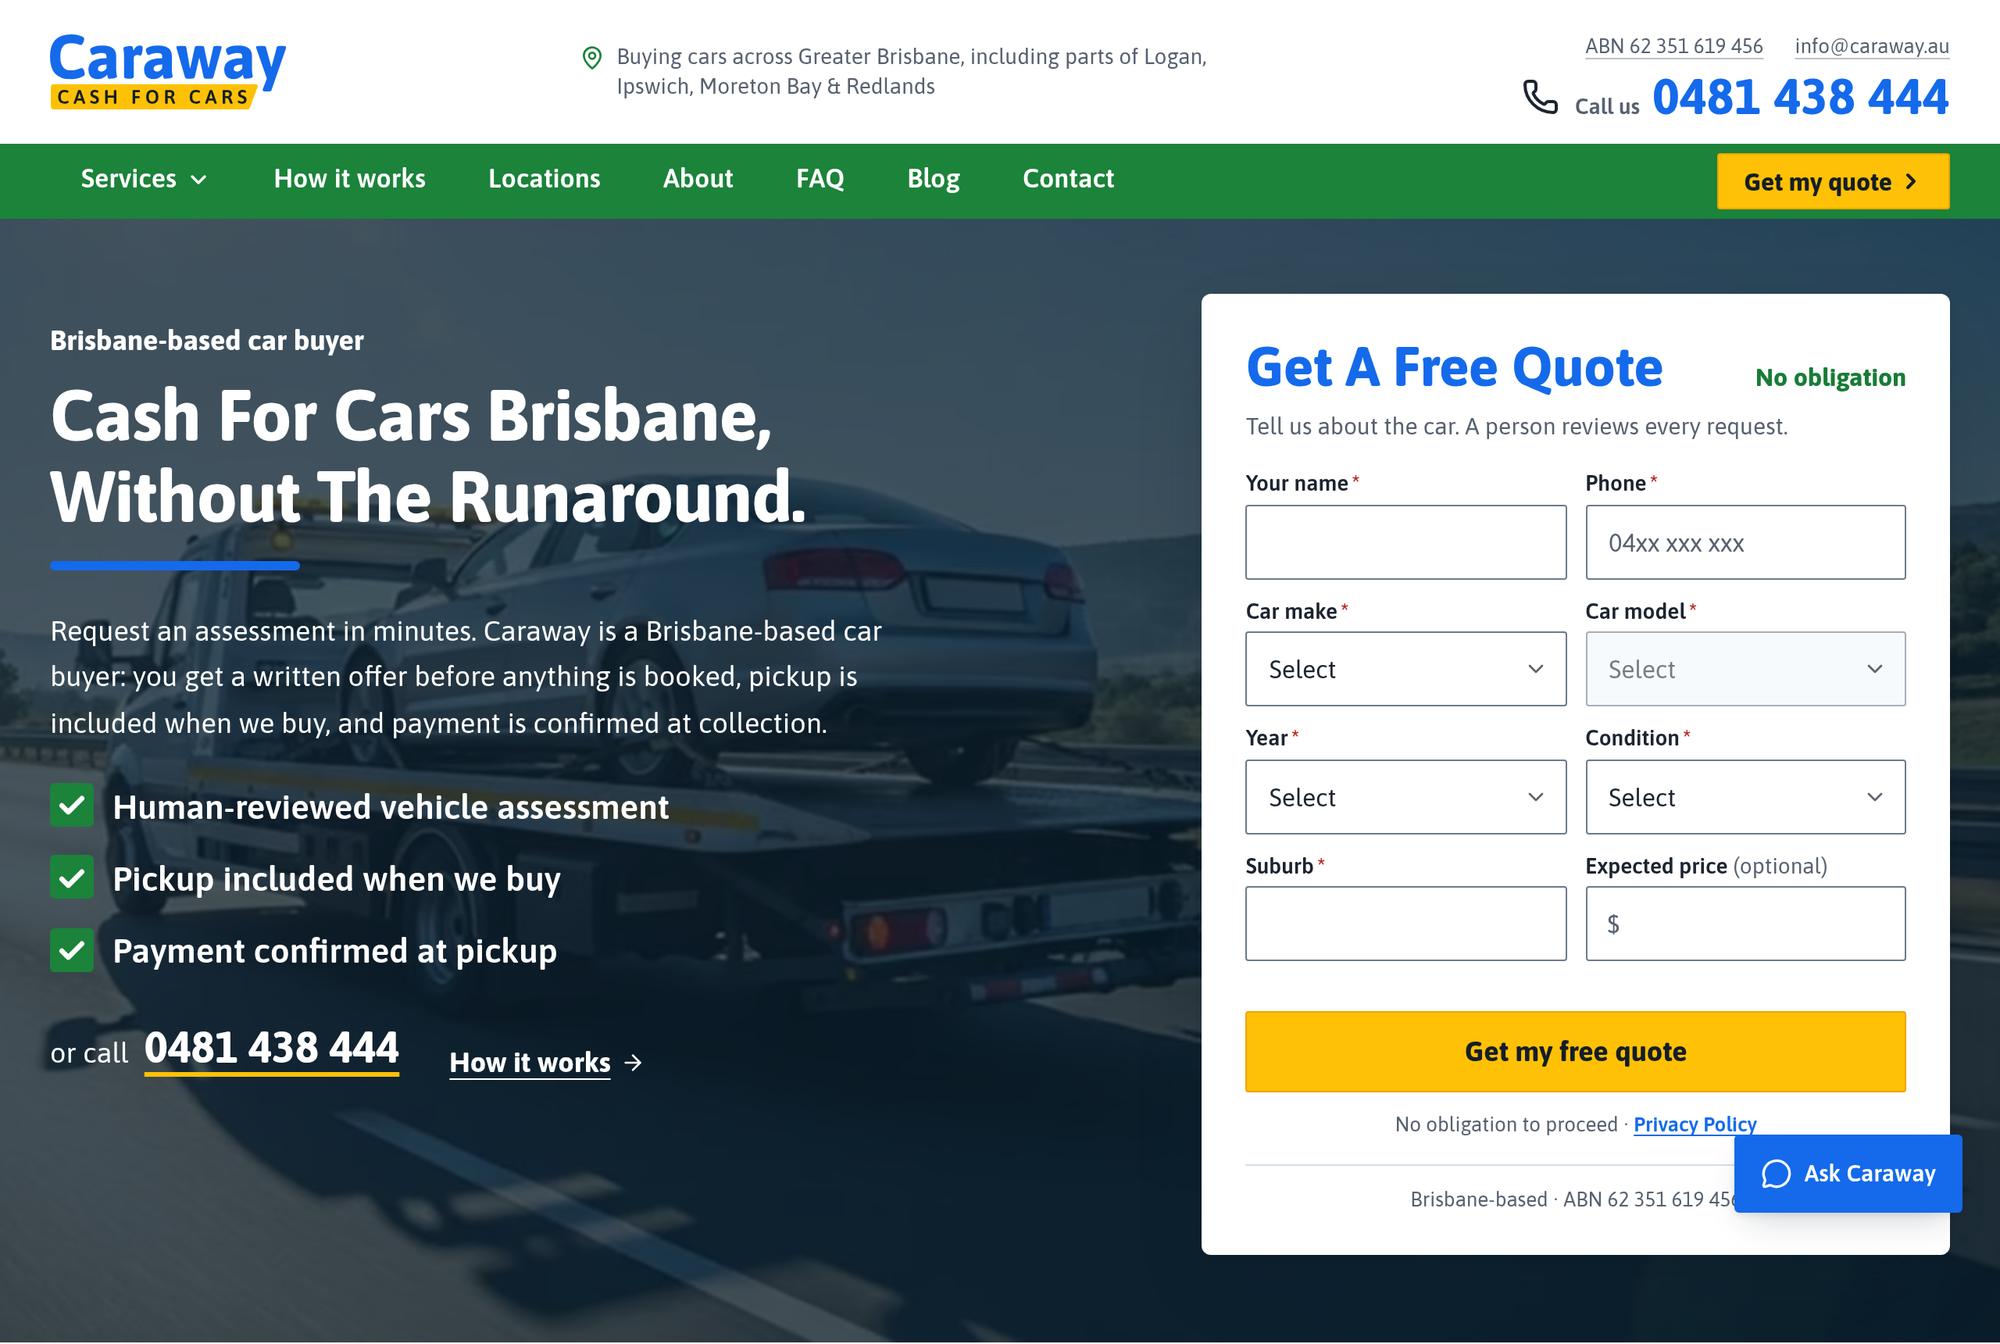 Caraway
CASH FOR CARS
Buying cars across Greater Brisbane, including parts of Logan,
Ipswich, Moreton Bay & Redlands
ABN 62 351 619 456
info@caraway.au
Call us 0481 438 444
Services
How it works
Locations
About
FAQ
Blog
Contact
Get my quote
Brisbane-based car buyer
Cash For Cars Brisbane,
Without The Runaround.
Request an assessment in minutes. Caraway is a Brisbane-based car
buyer: you get a written offer before anything is booked, pickup is
included when we buy, and payment is confirmed at collection.
Human-reviewed vehicle assessment
Pickup included when we buy
Payment confirmed at pickup
or call 0481 438 444
How it works →
Get A Free Quote
No obligation
Tell us about the car. A person reviews every request.
Your name *
Phone *
04xx xxx xxx
Car make *
Car model *
Select
Select
Year *
Condition *
Select
Select
Suburb *
Expected price (optional)
$
Get my free quote
No obligation to proceed · Privacy Policy
Brisbane-based · ABN 62 351 619 456
Ask Caraway